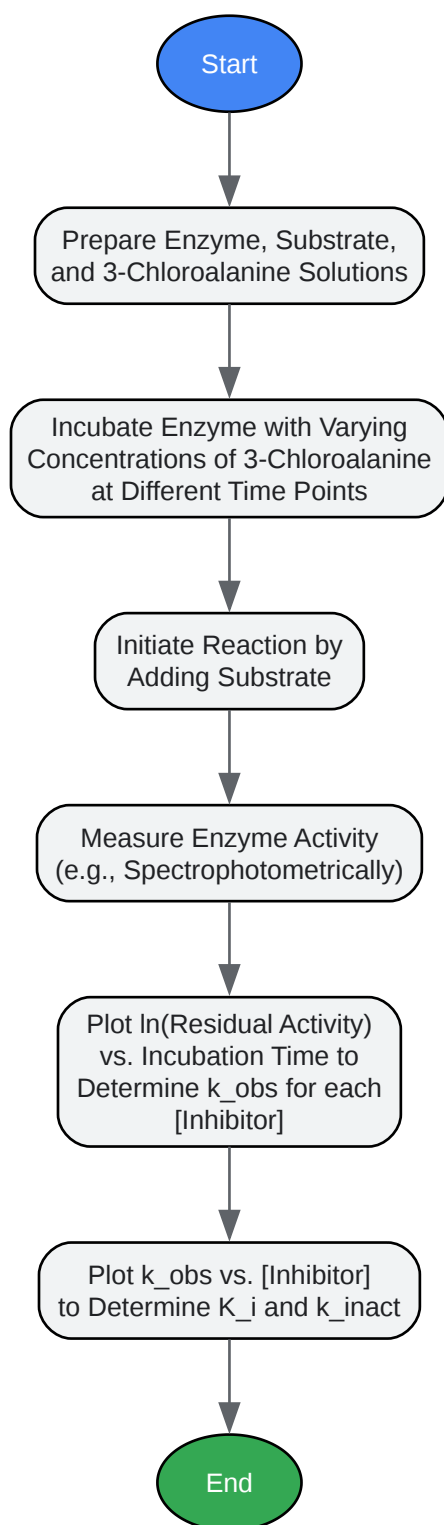 Start
Prepare Enzyme, Substrate,
and 3-Chloroalanine Solutions
Incubate Enzyme with Varying
Concentrations of 3-Chloroalanine
at Different Time Points
Initiate Reaction by
Adding Substrate
Measure Enzyme Activity
(e.g., Spectrophotometrically)
Plot ln(Residual Activity)
vs. Incubation Time to
Determine k_obs for each
[Inhibitor]
Plot k_obs vs. [Inhibitor]
to Determine K_i and k_inact
End